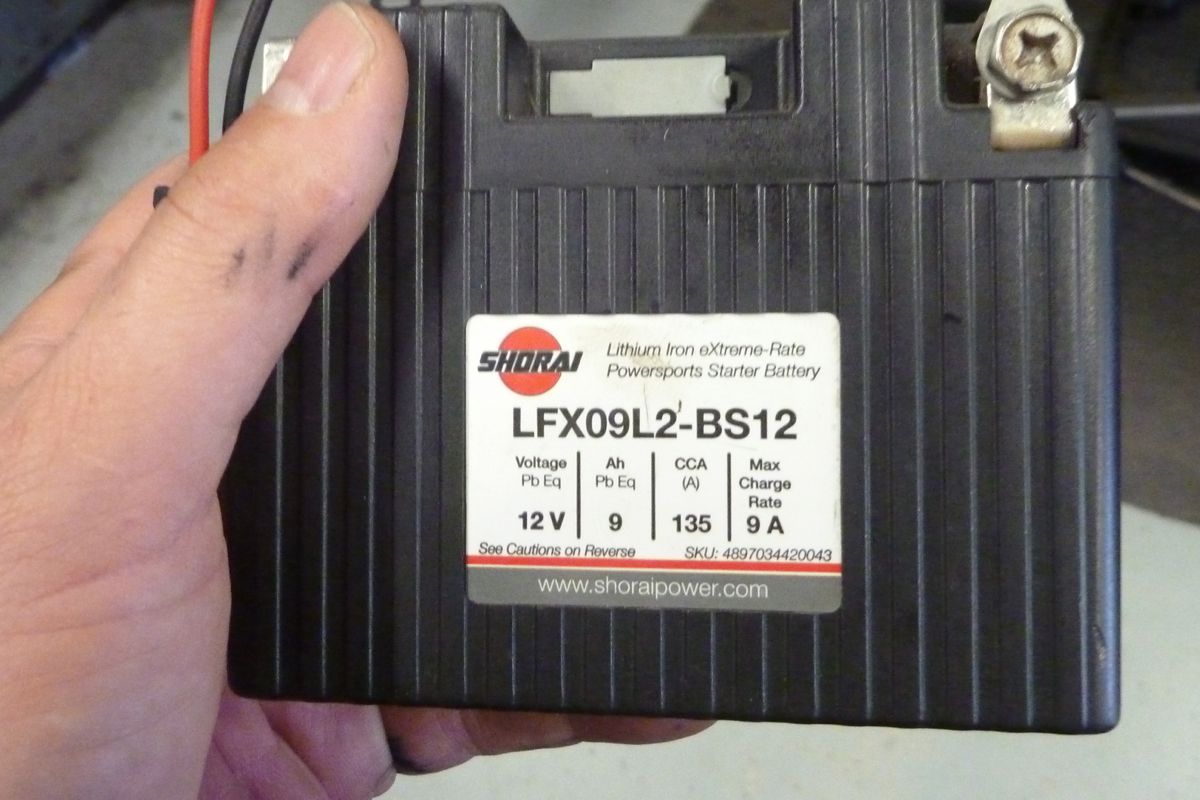 SHORAI
Lithium Iron eXtreme-Rate
Powersports Starter Battery
LFX09L2-BS12
Voltage
Pb Eq
12 V
Ah
Pb Eq
9
CCA
(A)
135
Max
Charge
Rate
9 A
See Cautions on Reverse
SKU: 4897034420043
www.shoraipower.com